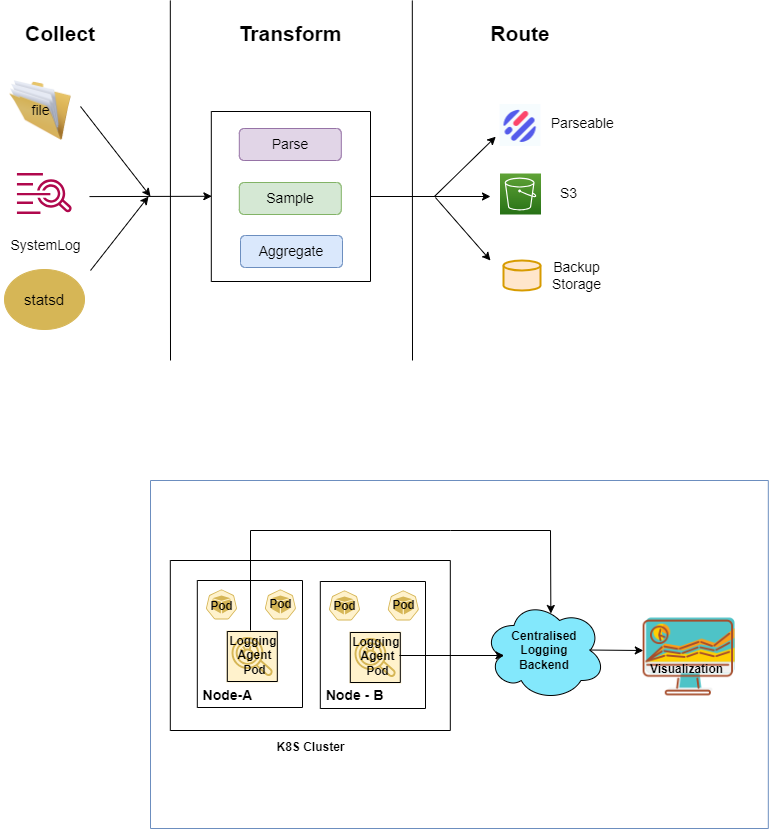 Collect
Transform
Route
file
SystemLog
statsd
Parse
Sample
Aggregate
Parseable
S3
Backup
Storage
Pod
Pod
Logging
Agent
Pod
Node-A
Pod
Pod
Logging
Agent
Pod
Node - B
K8S Cluster
Centralised
Logging
Backend
Visualization